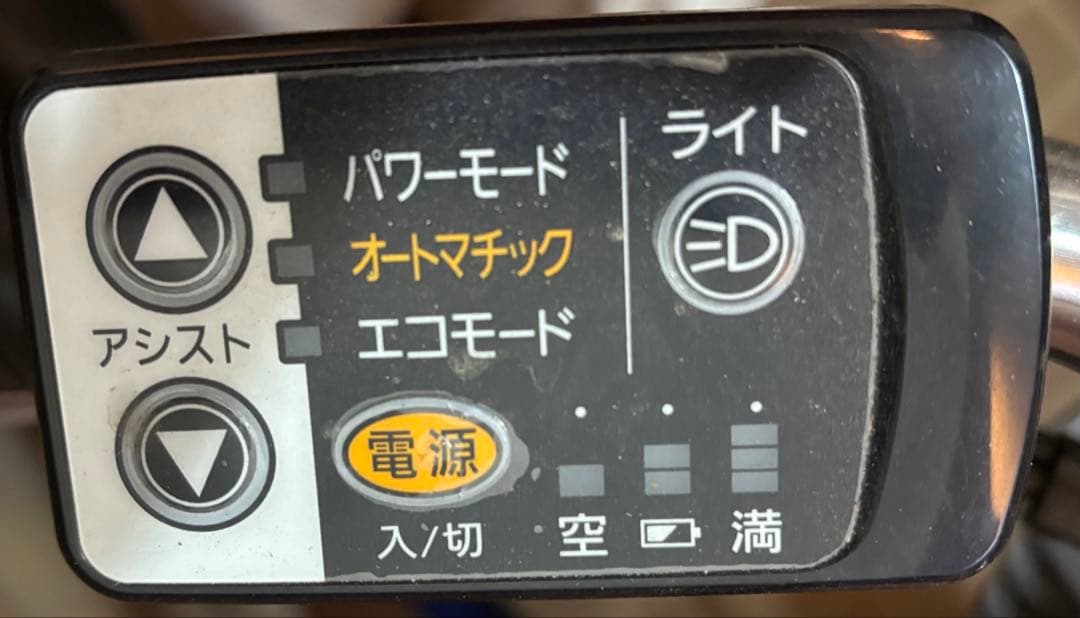 ライト
パワーモード
オートマチック
エコモード
アシスト
電源
入/切
空
満